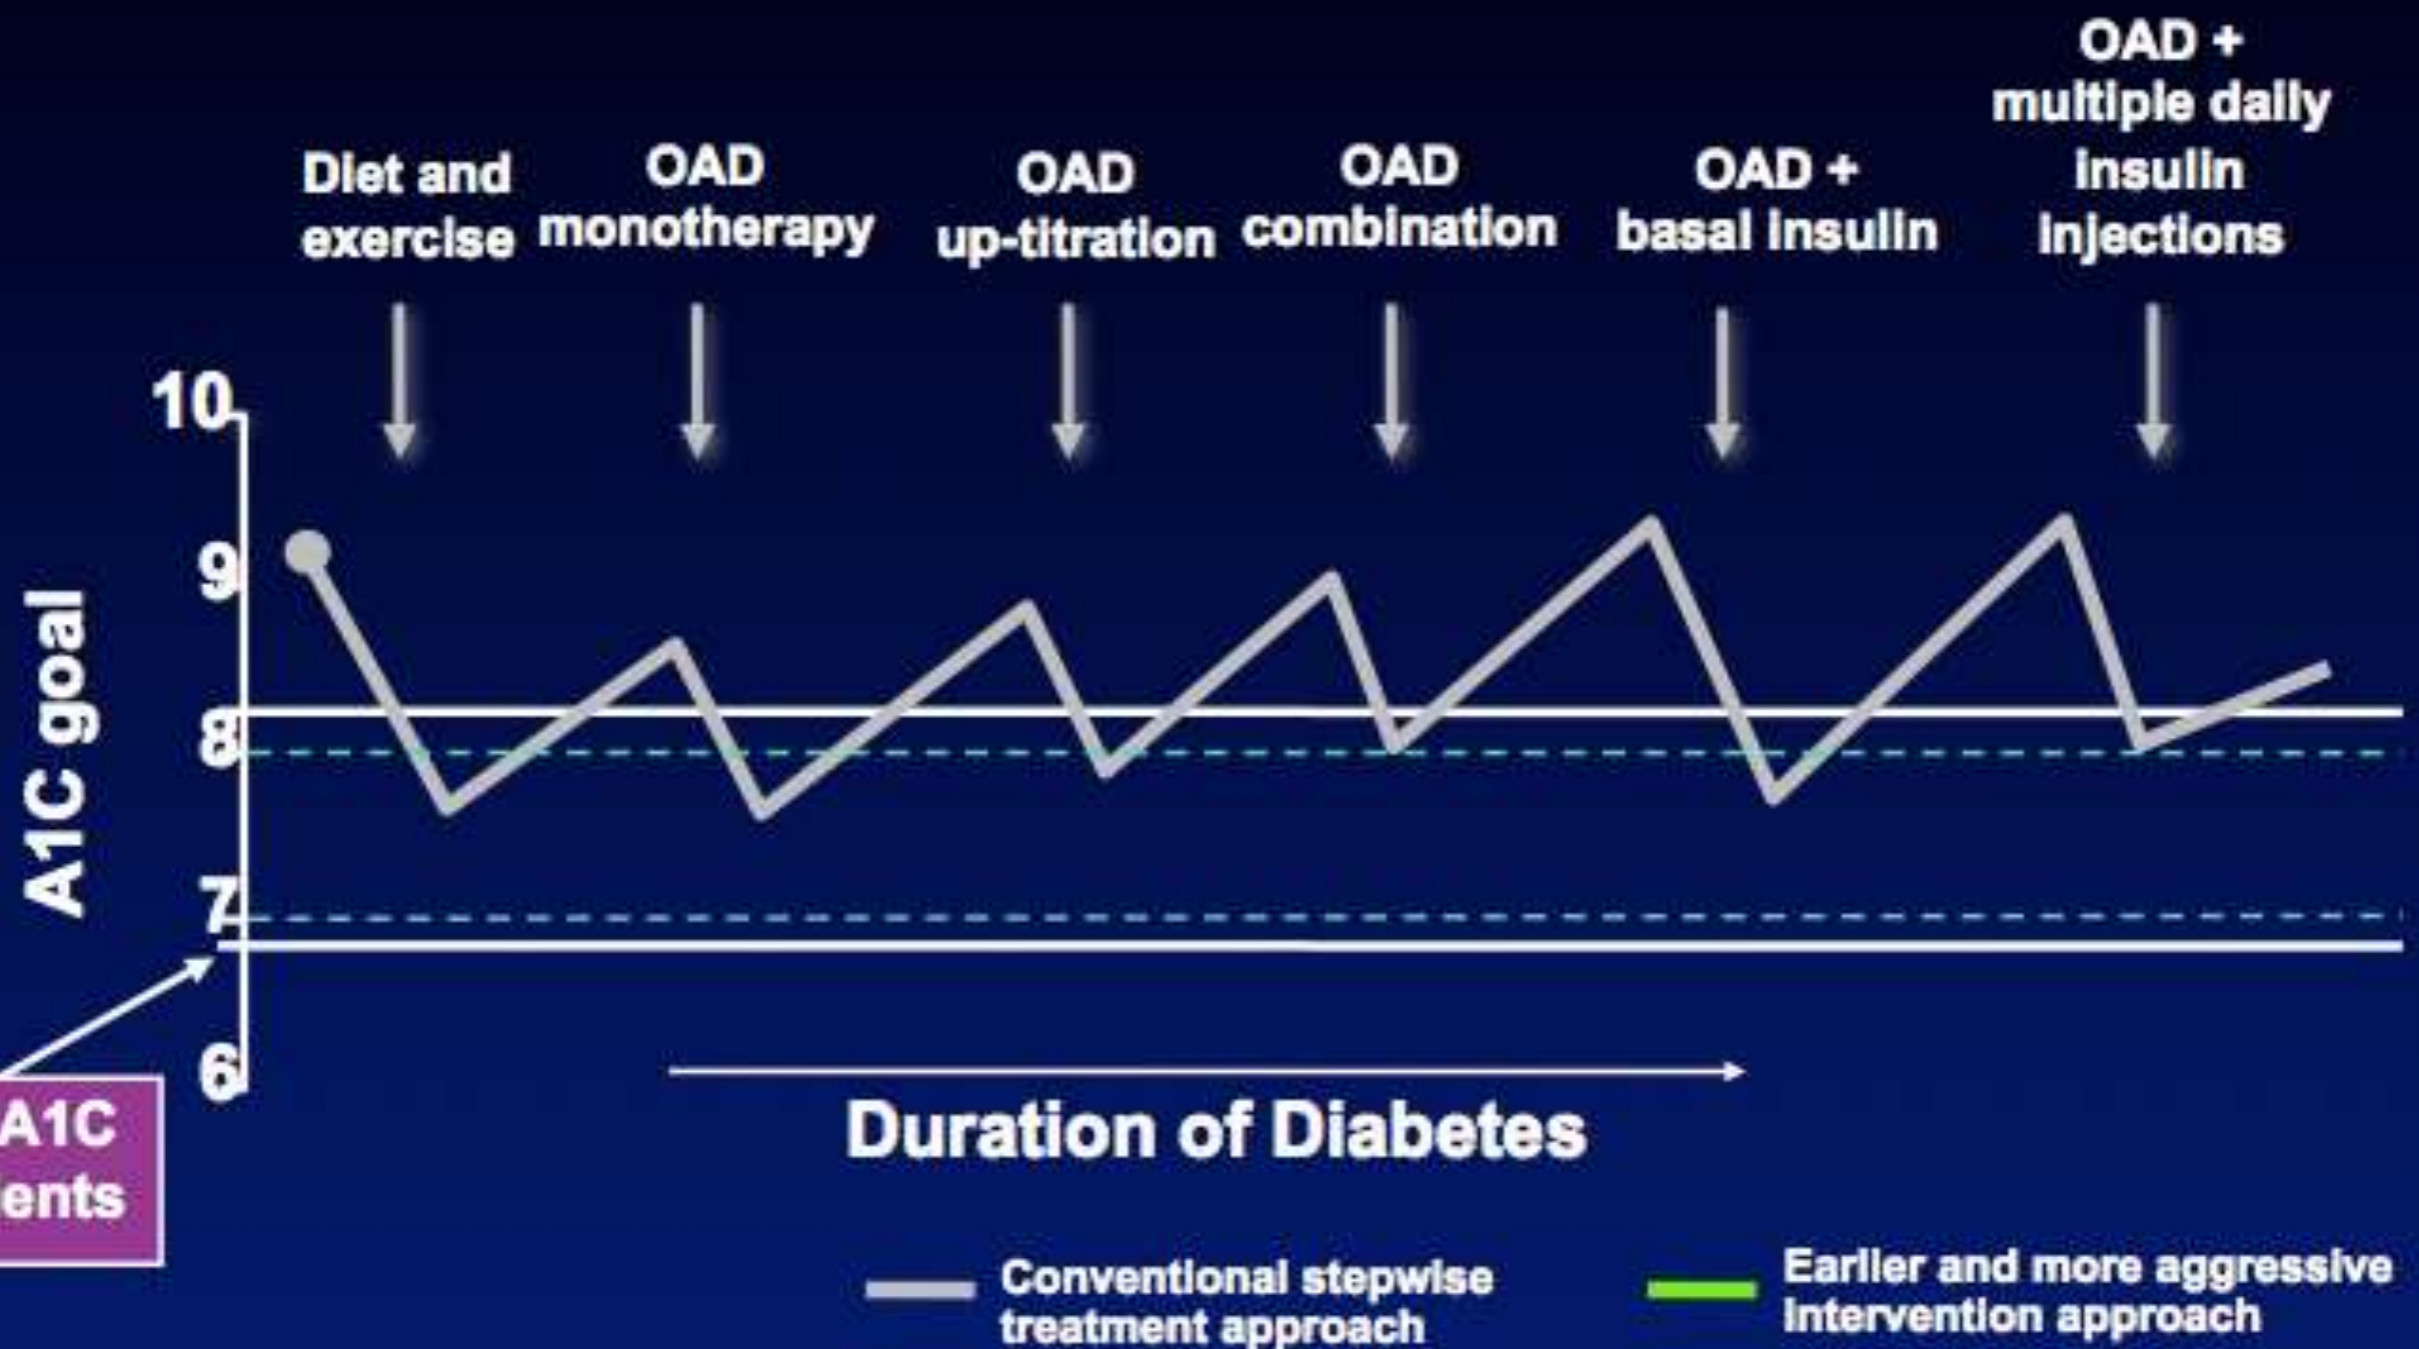 Diet and
exercise
OAD
monotherapy
OAD
up-titration
OAD
combination
OAD +
basal insulin
OAD +
multiple daily
insulin
injections
10
9
8
7
6
A1C goal
A1C
ents
Duration of Diabetes
Conventional stepwise
treatment approach
Earlier and more aggressive
intervention approach